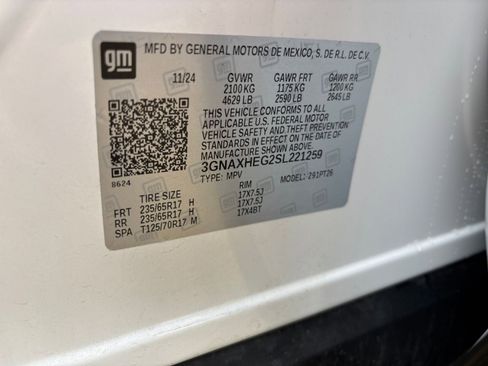 gm
MFD BY GENERAL MOTORS DE MEXICO, S. DE R.L. DE C.V.
11/24 GVWR GAWR FRT GAWR RR
2100 KG 1175 KG 1200 KG
4629 LB 2590 LB 2645 LB
THIS VEHICLE CONFORMS TO ALL
APPLICABLE U.S. FEDERAL MOTOR
VEHICLE SAFETY AND THEFT
PREVENTION STANDARDS IN EFFECT ON
THE DATE OF MANUFACTURE SHOWN ABOVE.
3GNAXHEG2SL221259
TYPE: MPV MODEL: 291PT26
8624
TIRE SIZE RIM
FRT 235/65R17 H 17X7.5J
RR 235/65R17 H 17X7.5J
SPA T125/70R17 M 17X4BT